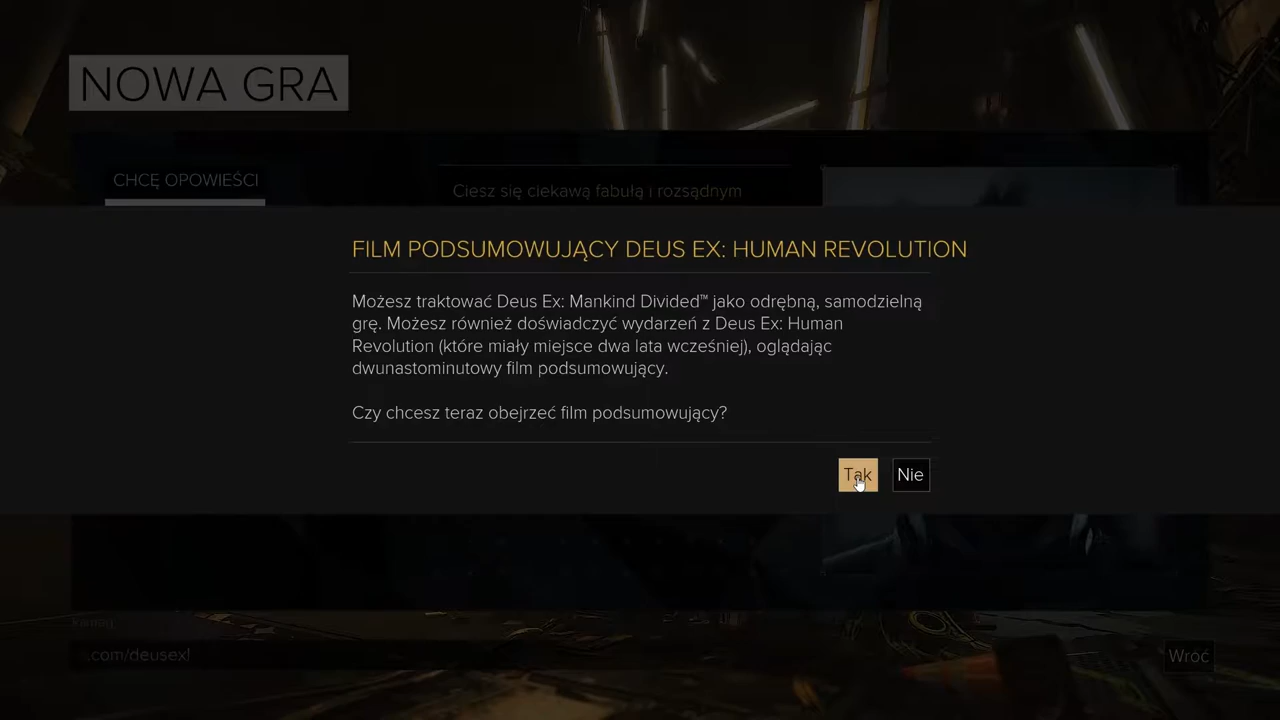 NOWA GRA
CHCĘ OPOWIEŚCI
Ciesz się ciekawą fabułą i rozsądnym
FILM PODSUMOWUJĄCY DEUS EX: HUMAN REVOLUTION
Możesz traktować Deus Ex: Mankind Divided™ jako odrębną, samodzielną
grę. Możesz również doświadczyć wydarzeń z Deus Ex: Human
Revolution (które miały miejsce dwa lata wcześniej), oglądając
dwunastominutowy film podsumowujący.
Czy chcesz teraz obejrzeć film podsumowujący?
Tak Nie
.com/deusex!
Wróć